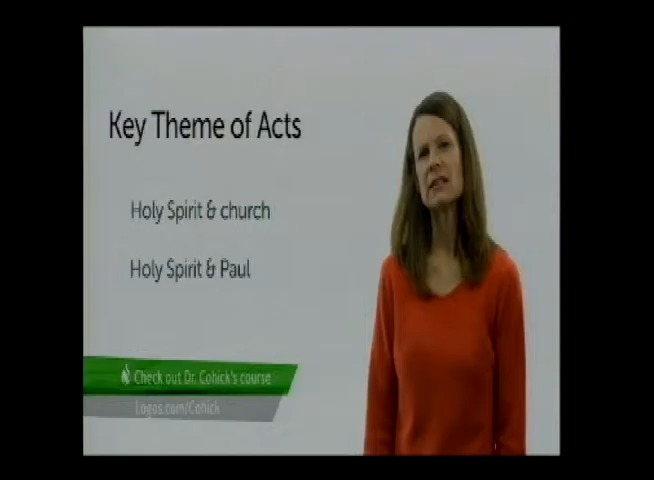 Key Theme of Acts
Holy Spirit & church
Holy Spirit & Paul
Check out Dr. Cohick's course
Logos.com/Cohick